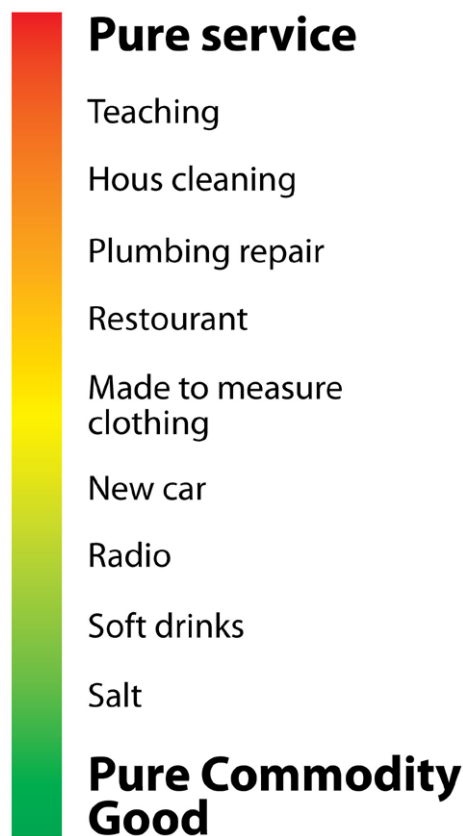 Pure service
Teaching
Hous cleaning
Plumbing repair
Restourant
Made to measure
clothing
New car
Radio
Soft drinks
Salt
Pure Commodity
Good